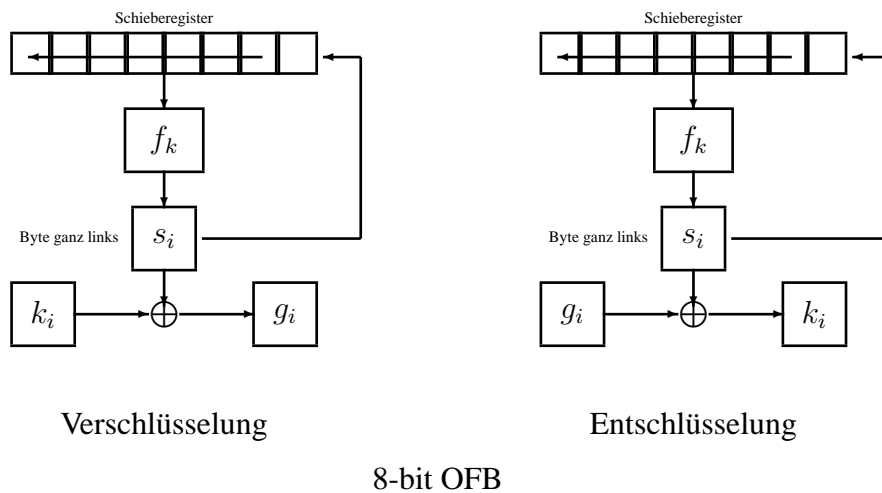 Schieberegister
Schieberegister
f_k
f_k
Byte ganz links s_i
Byte ganz links s_i
k_i g_i
g_i k_i
Verschlüsselung
Entschlüsselung
8-bit OFB